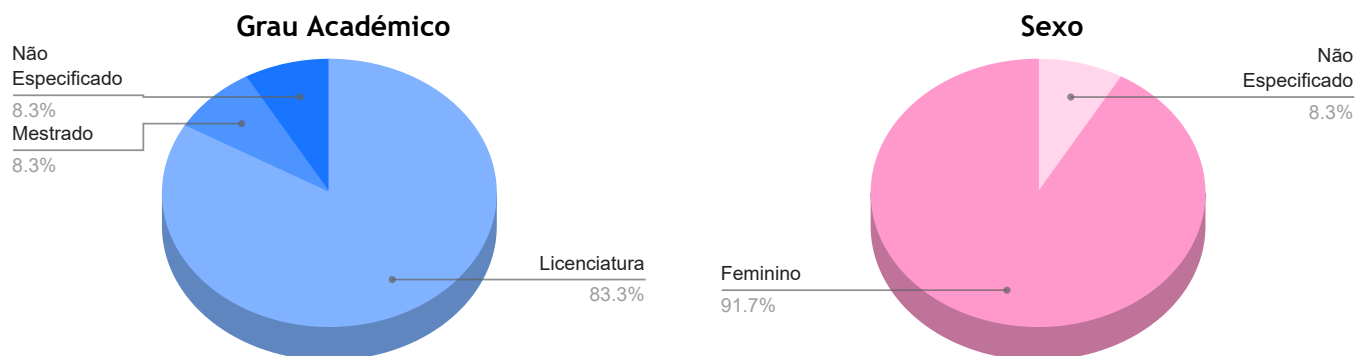 Grau Académico
Não
Especificado
8.3%
Mestrado
8.3%
Licenciatura
83.3%
Sexo
Não
Especificado
8.3%
Feminino
91.7%